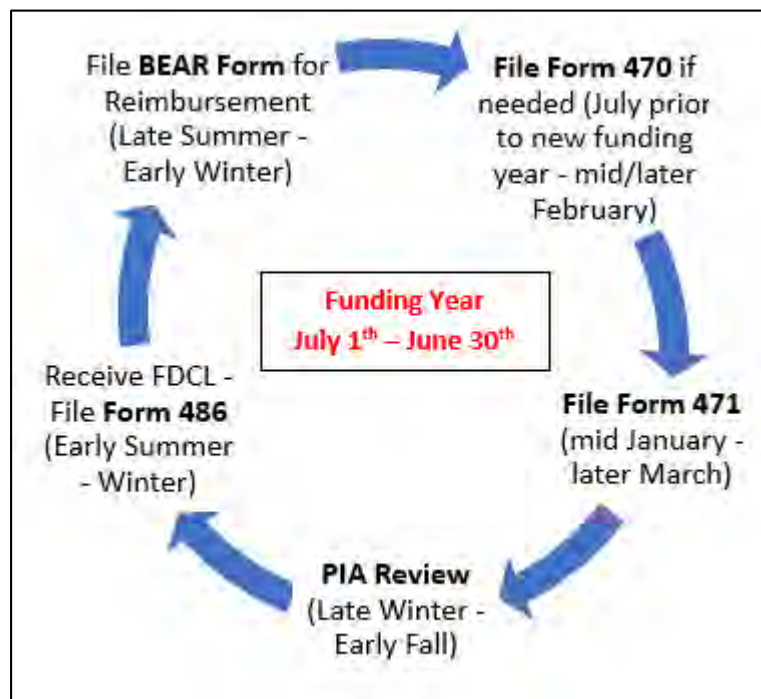 File BEAR Form for
Reimbursement
(Late Summer -
Early Winter)
File Form 470 if
needed (July prior
to new funding
year - mid/later
February)
Funding Year
July 1th – June 30th
Receive FDCL -
File Form 486
(Early Summer
- Winter)
File Form 471
(mid January -
later March)
PIA Review
(Late Winter -
Early Fall)